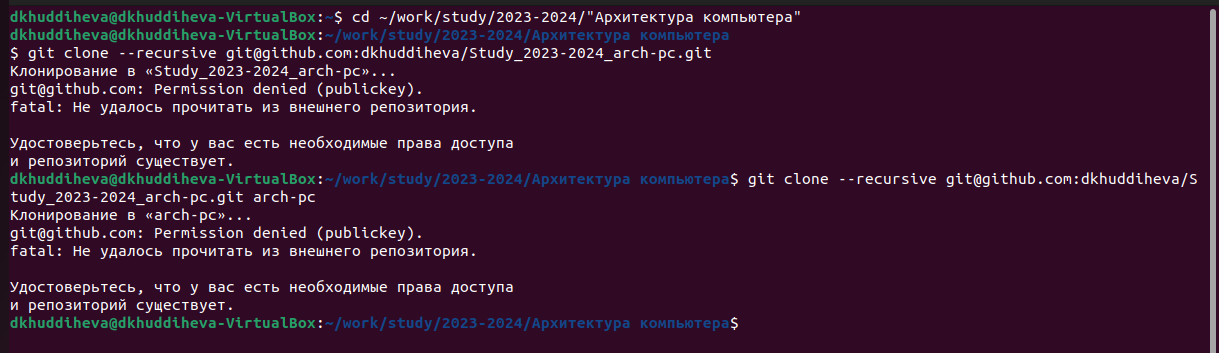 dkhuddiheva@dkhuddiheva-VirtualBox:~$ cd ~/work/study/2023-2024/"Архитектура компьютера"
dkhuddiheva@dkhuddiheva-VirtualBox:~/work/study/2023-2024/Архитектура компьютера
$ git clone --recursive git@github.com:dkhuddiheva/Study_2023-2024_arch-pc.git
Клонирование в «Study_2023-2024_arch-pc»...
git@github.com: Permission denied (publickey).
fatal: Не удалось прочитать из внешнего репозитория.

Удостоверьтесь, что у вас есть необходимые права доступа
и репозиторий существует.
dkhuddiheva@dkhuddiheva-VirtualBox:~/work/study/2023-2024/Архитектура компьютера$ git clone --recursive git@github.com:dkhuddiheva/S
tudy_2023-2024_arch-pc.git arch-pc
Клонирование в «arch-pc»...
git@github.com: Permission denied (publickey).
fatal: Не удалось прочитать из внешнего репозитория.

Удостоверьтесь, что у вас есть необходимые права доступа
и репозиторий существует.
dkhuddiheva@dkhuddiheva-VirtualBox:~/work/study/2023-2024/Архитектура компьютера$